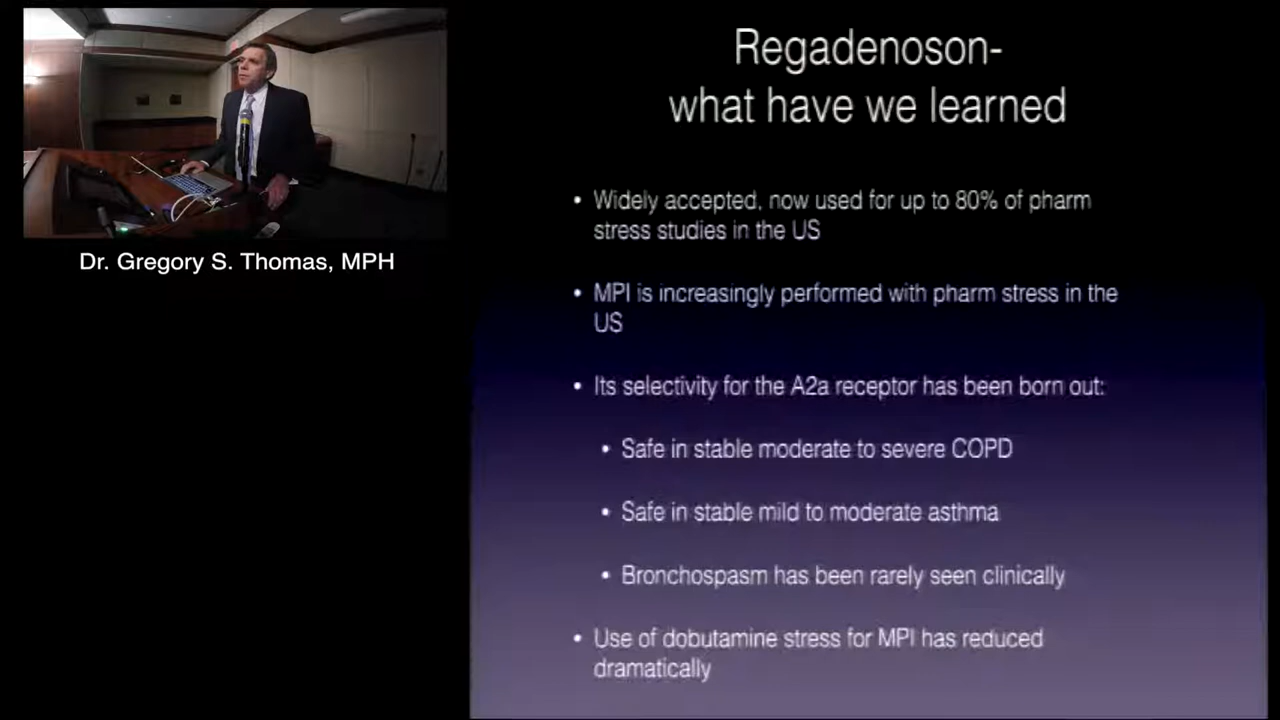 Regadenoson-
what have we learned
• Widely accepted, now used for up to 80% of pharm
stress studies in the US
• MPI is increasingly performed with pharm stress in the
US
• Its selectivity for the A2a receptor has been born out:
• Safe in stable moderate to severe COPD
• Safe in stable mild to moderate asthma
• Bronchospasm has been rarely seen clinically
• Use of dobutamine stress for MPI has reduced
dramatically
Dr. Gregory S. Thomas, MPH